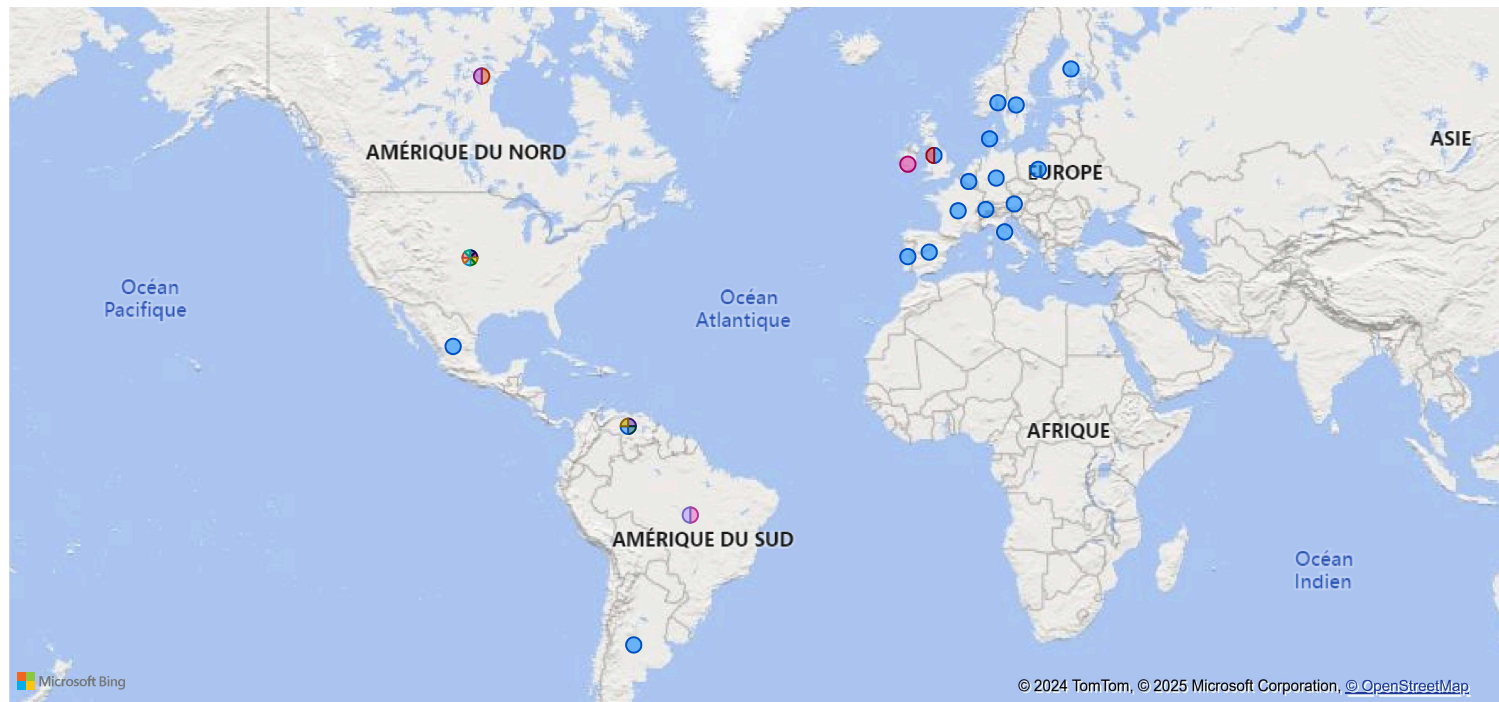 AMÉRIQUE DU NORD
ASIE
EUROPE
Océan
Pacifique
Océan
Atlantique
AFRIQUE
AMÉRIQUE DU SUD
Océan
Indien
Microsoft Bing
© 2024 TomTom, © 2025 Microsoft Corporation, © OpenStreetMap